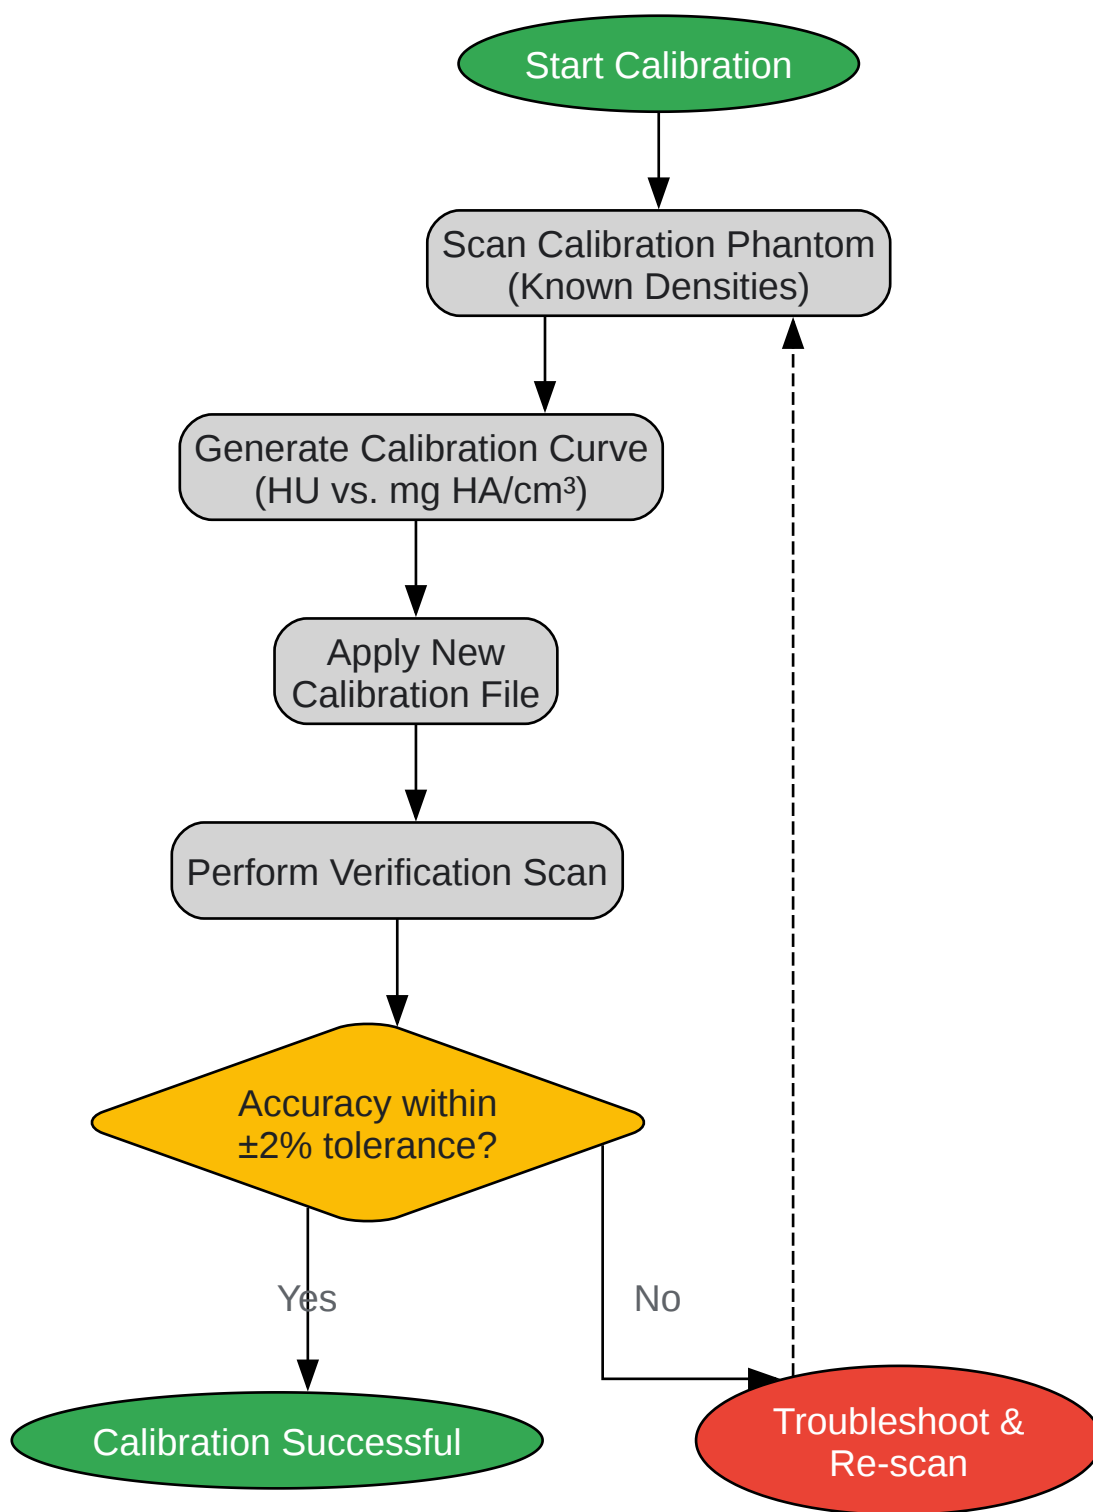 Start Calibration
Scan Calibration Phantom
(Known Densities)
Generate Calibration Curve
(HU vs. mg HA/cm³)
Apply New
Calibration File
Perform Verification Scan
Accuracy within
±2% tolerance?
Yes
No
Calibration Successful
Troubleshoot &
Re-scan